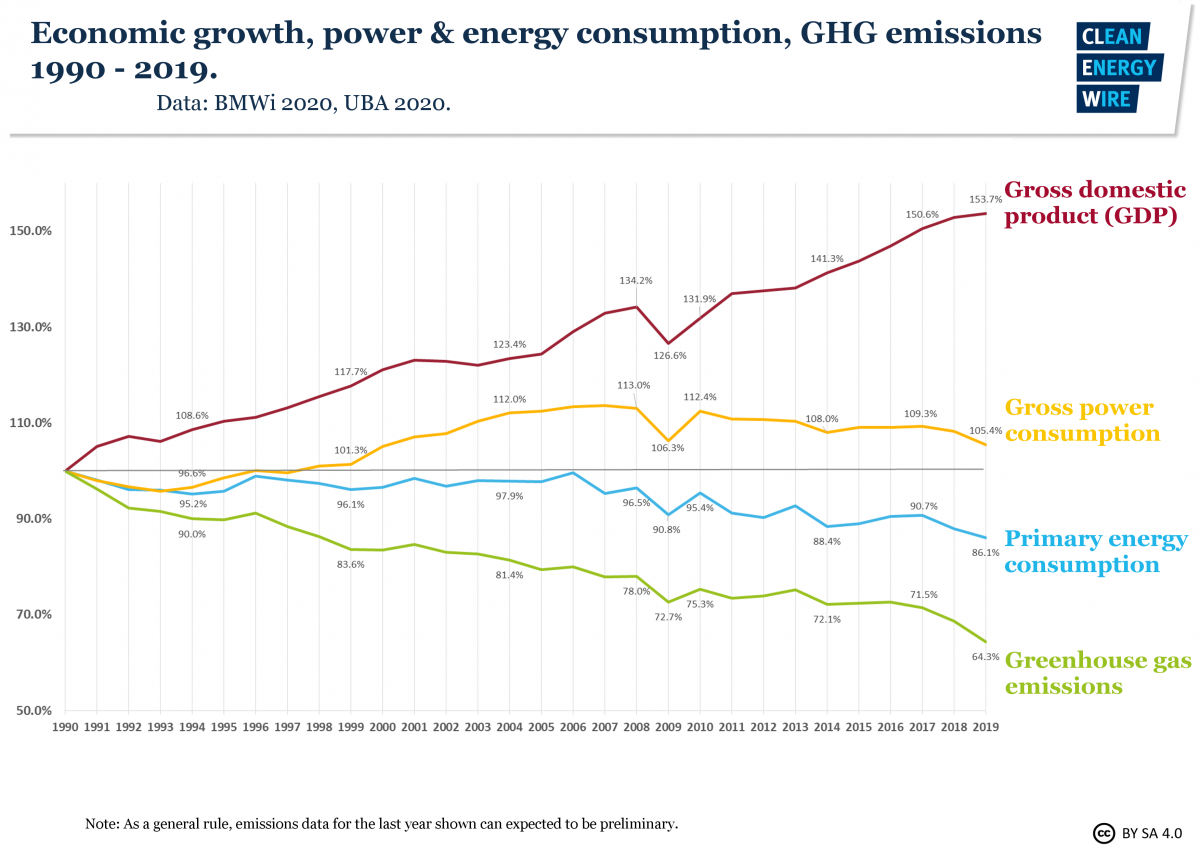 Economic growth, power & energy consumption, GHG emissions
1990 - 2019.
Data: BMWi 2020, UBA 2020.
CLEAN
ENERGY
WIRE
Gross domestic
product (GDP)
153.7%
150.6%
150.0%
141.3%
134.2%
131.9%
130.0%
126.6%
123.4%
117.7%
108.6%
Gross power
consumption
113.0%
112.4%
112.0%
110.0%
109.3%
108.0%
105.4%
106.3%
101.3%
96.6%
95.2%
96.1%
97.9%
96.5%
95.4%
90.8%
90.7%
88.4%
86.1%
Primary energy
consumption
90.0%
90.0%
83.6%
81.4%
78.0%
72.7%
75.3%
72.1%
71.5%
70.0%
64.3%
Greenhouse gas
emissions
50.0%
1990 1991 1992 1993 1994 1995 1996 1997 1998 1999 2000 2001 2002 2003 2004 2005 2006 2007 2008 2009 2010 2011 2012 2013 2014 2015 2016 2017 2018 2019
Note: As a general rule, emissions data for the last year shown can expected to be preliminary.
cc BY SA 4.0